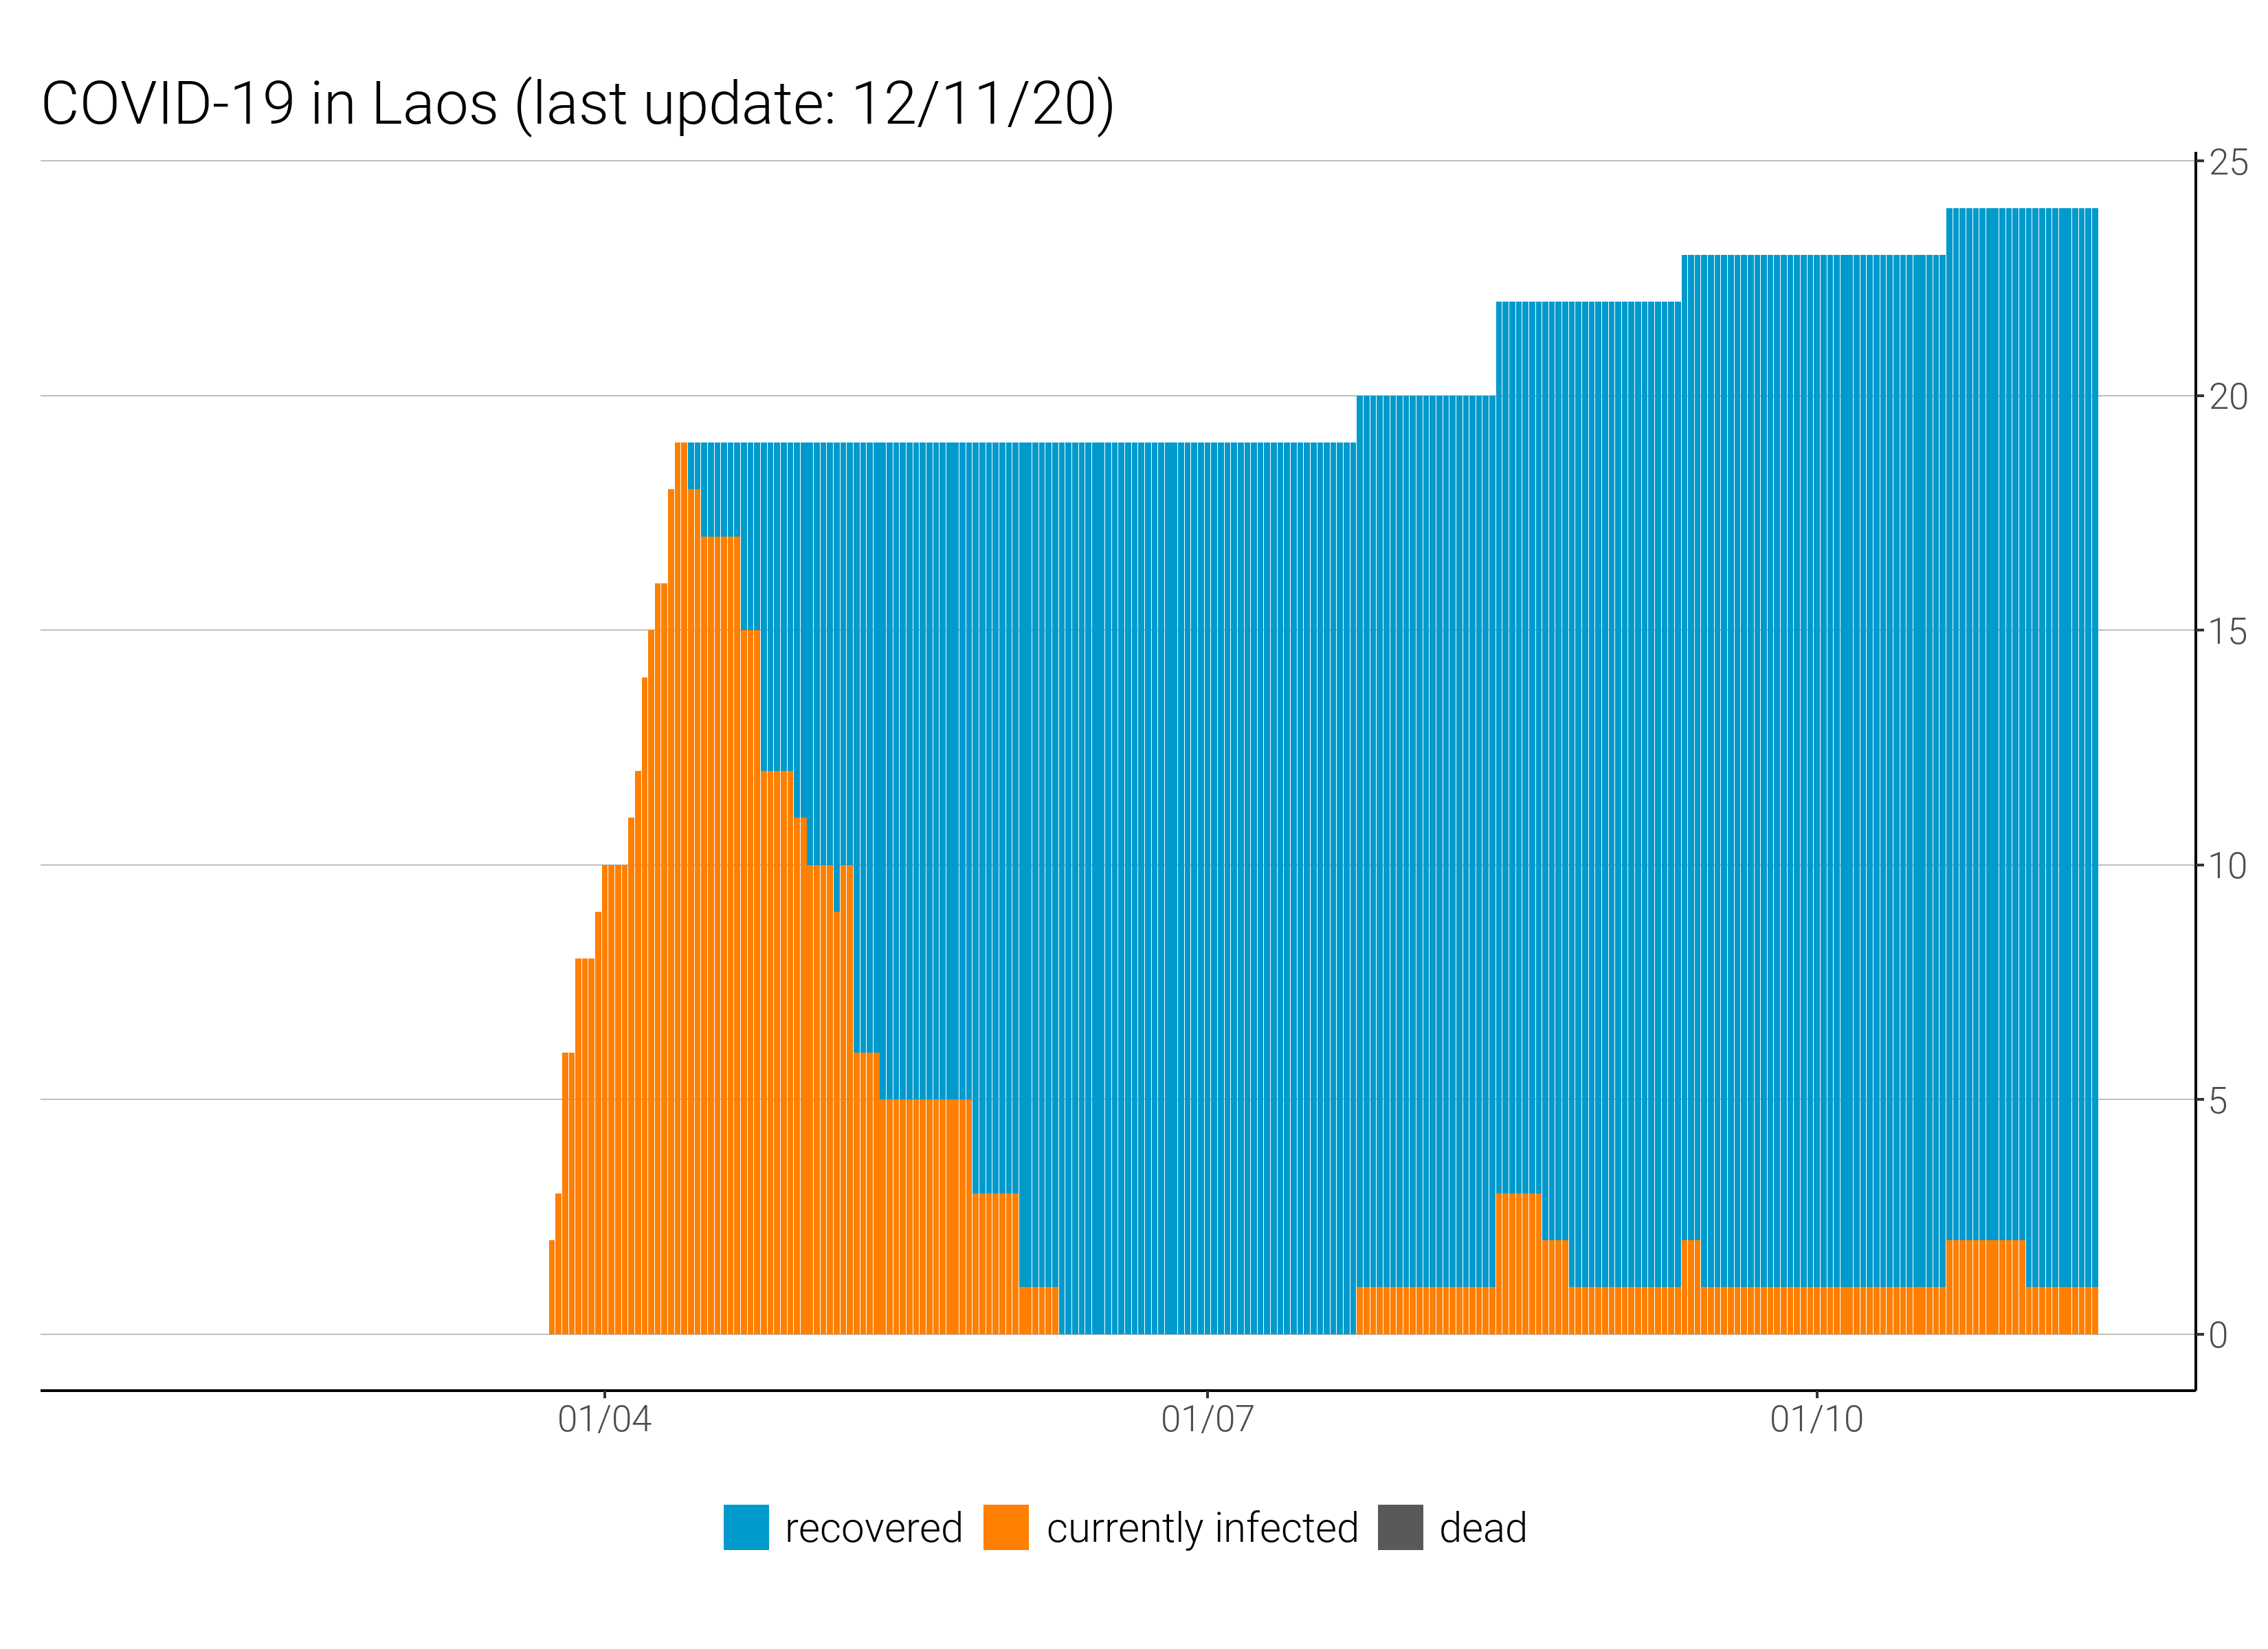 COVID-19 in Laos (last update: 12/11/20)
25
20
15
10
5
0
01/04 01/07 01/10
recovered currently infected dead